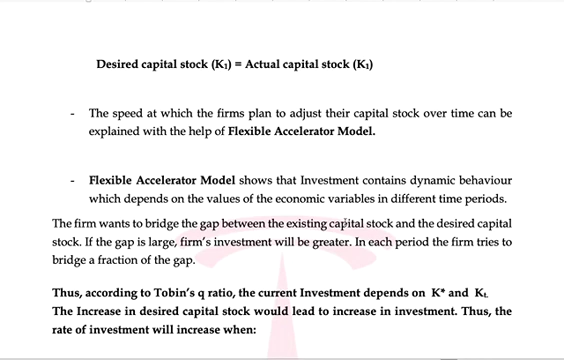 Desired capital stock (K₁) = Actual capital stock (K₁)
- The speed at which the firms plan to adjust their capital stock over time can be
explained with the help of Flexible Accelerator Model.
- Flexible Accelerator Model shows that Investment contains dynamic behaviour
which depends on the values of the economic variables in different time periods.
The firm wants to bridge the gap between the existing capital stock and the desired capital
stock. If the gap is large, firm's investment will be greater. In each period the firm tries to
bridge a fraction of the gap.
Thus, according to Tobin's q ratio, the current Investment depends on K* and Kₜ.
The Increase in desired capital stock would lead to increase in investment. Thus, the
rate of investment will increase when: